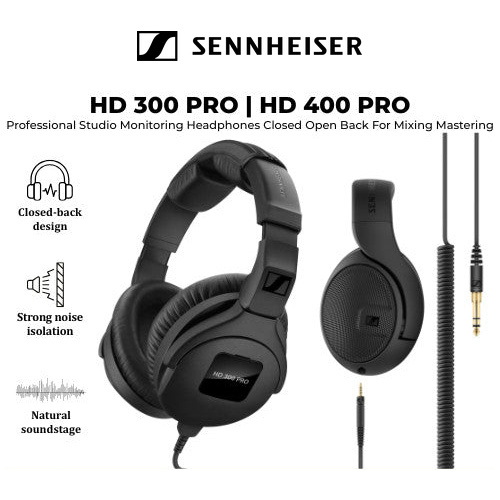 SENNHEISER
HD 300 PRO | HD 400 PRO
Professional Studio Monitoring Headphones Closed Open Back For Mixing Mastering
Closed-back
design
Strong noise
isolation
Natural
soundstage
SENNHEISER
HD 300 PRO